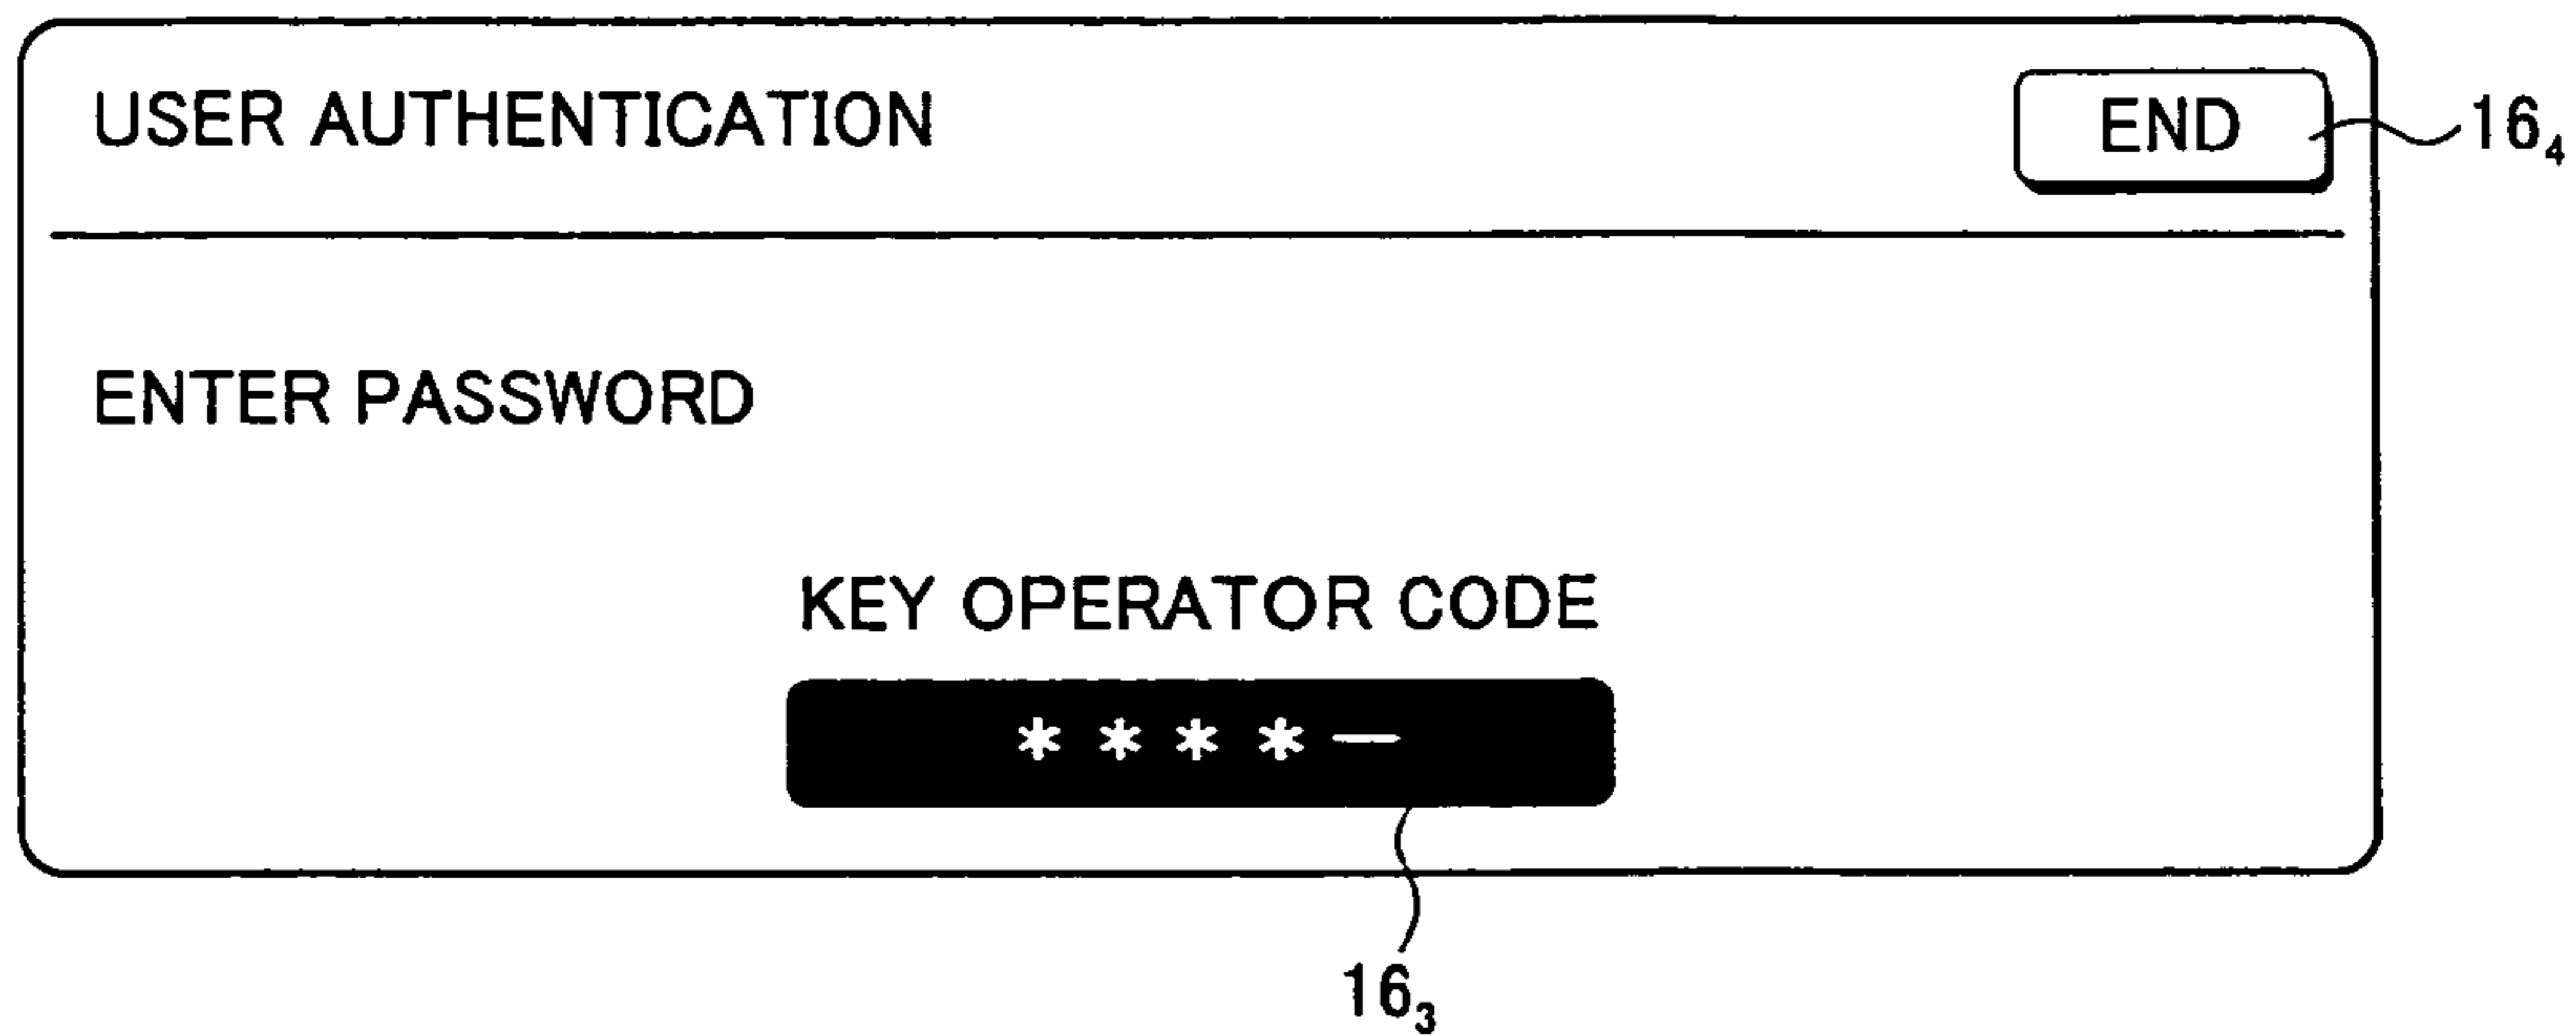 USER AUTHENTICATION
END
16₄
ENTER PASSWORD
KEY OPERATOR CODE
* * * * —
16₃